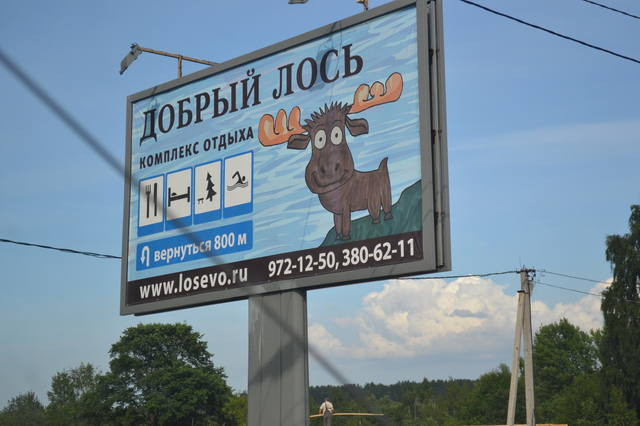 ДОБРЫЙ ЛОСЬ
КОМПЛЕКС ОТДЫХА
вернуться 800 м
www.losevo.ru 972-12-50, 380-62-11